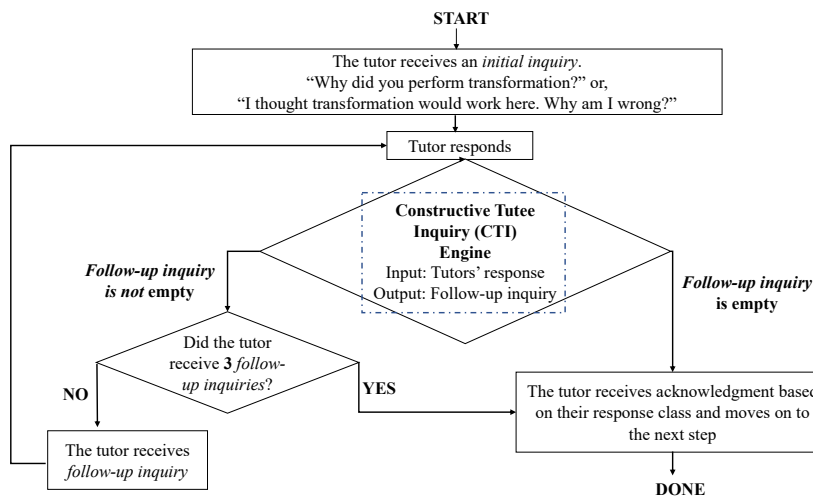 START
The tutor receives an initial inquiry.
“Why did you perform transformation?” or,
“I thought transformation would work here. Why am I wrong?”
Tutor responds
Constructive Tutee
Inquiry (CTI)
Engine
Input: Tutors’ response
Output: Follow-up inquiry
Follow-up inquiry
is not empty
Follow-up inquiry
is empty
Did the tutor
receive 3 follow-
up inquiries?
NO
YES
The tutor receives
follow-up inquiry
The tutor receives acknowledgment based
on their response class and moves on to
the next step
DONE